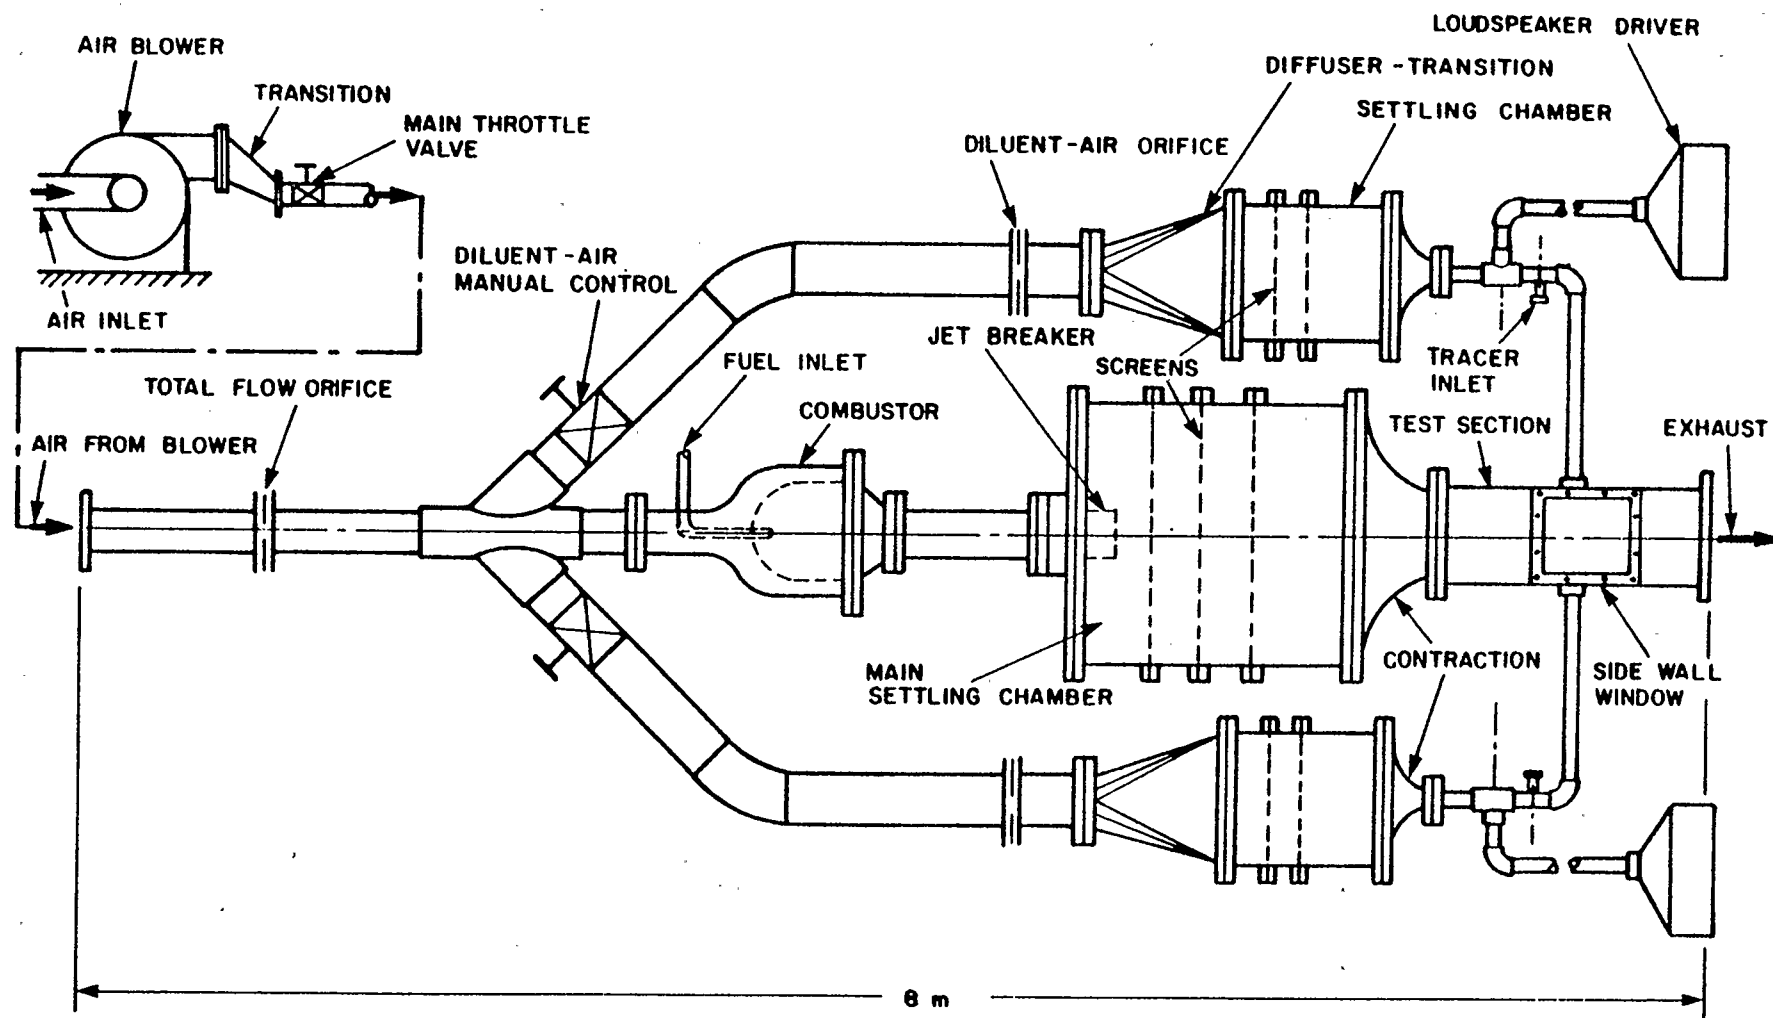 LOUDSPEAKER DRIVER
AIR BLOWER
DIFFUSER-TRANSITION
TRANSITION
SETTLING CHAMBER
MAIN THROTTLE
VALVE
DILUENT-AIR ORIFICE
DILUENT-AIR
MANUAL CONTROL
AIR INLET
JET BREAKER
SCREENS
TRACER
INLET
FUEL INLET
TOTAL FLOW ORIFICE
COMBUSTOR
TEST SECTION
EXHAUST
AIR FROM BLOWER
MAIN
SETTLING CHAMBER
CONTRACTION
SIDE WALL
WINDOW
8 m